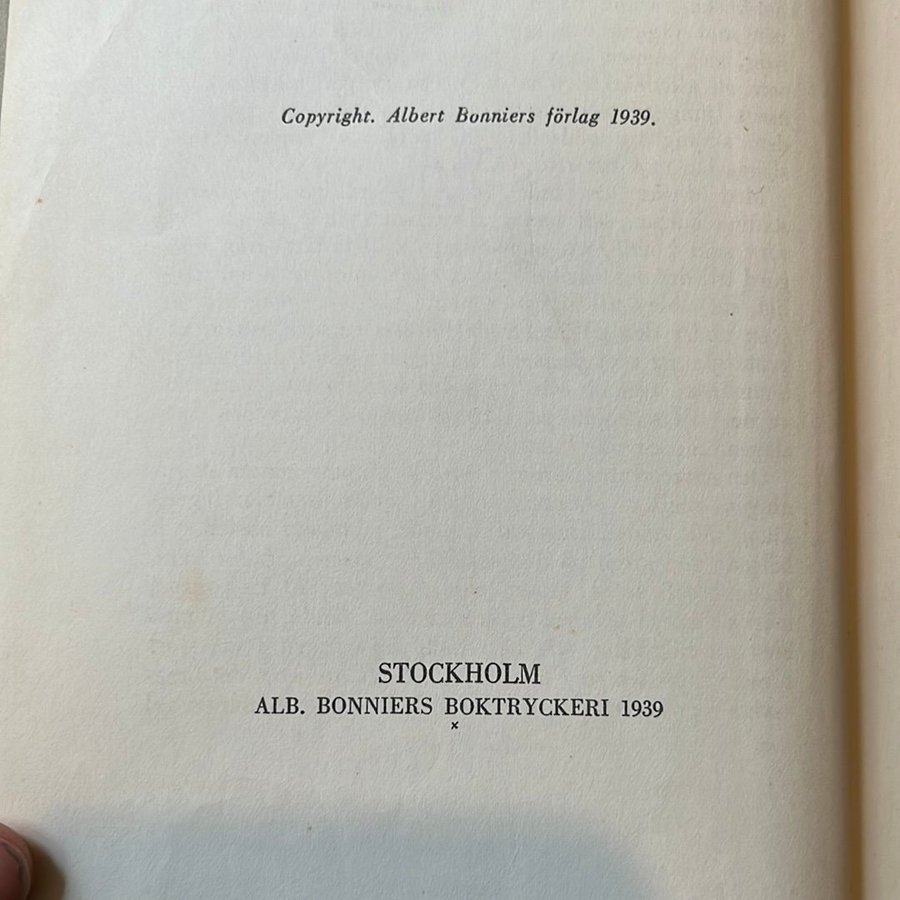 Copyright. Albert Bonniers förlag 1939.
STOCKHOLM
ALB. BONNIERS BOKTRYCKERI 1939
x